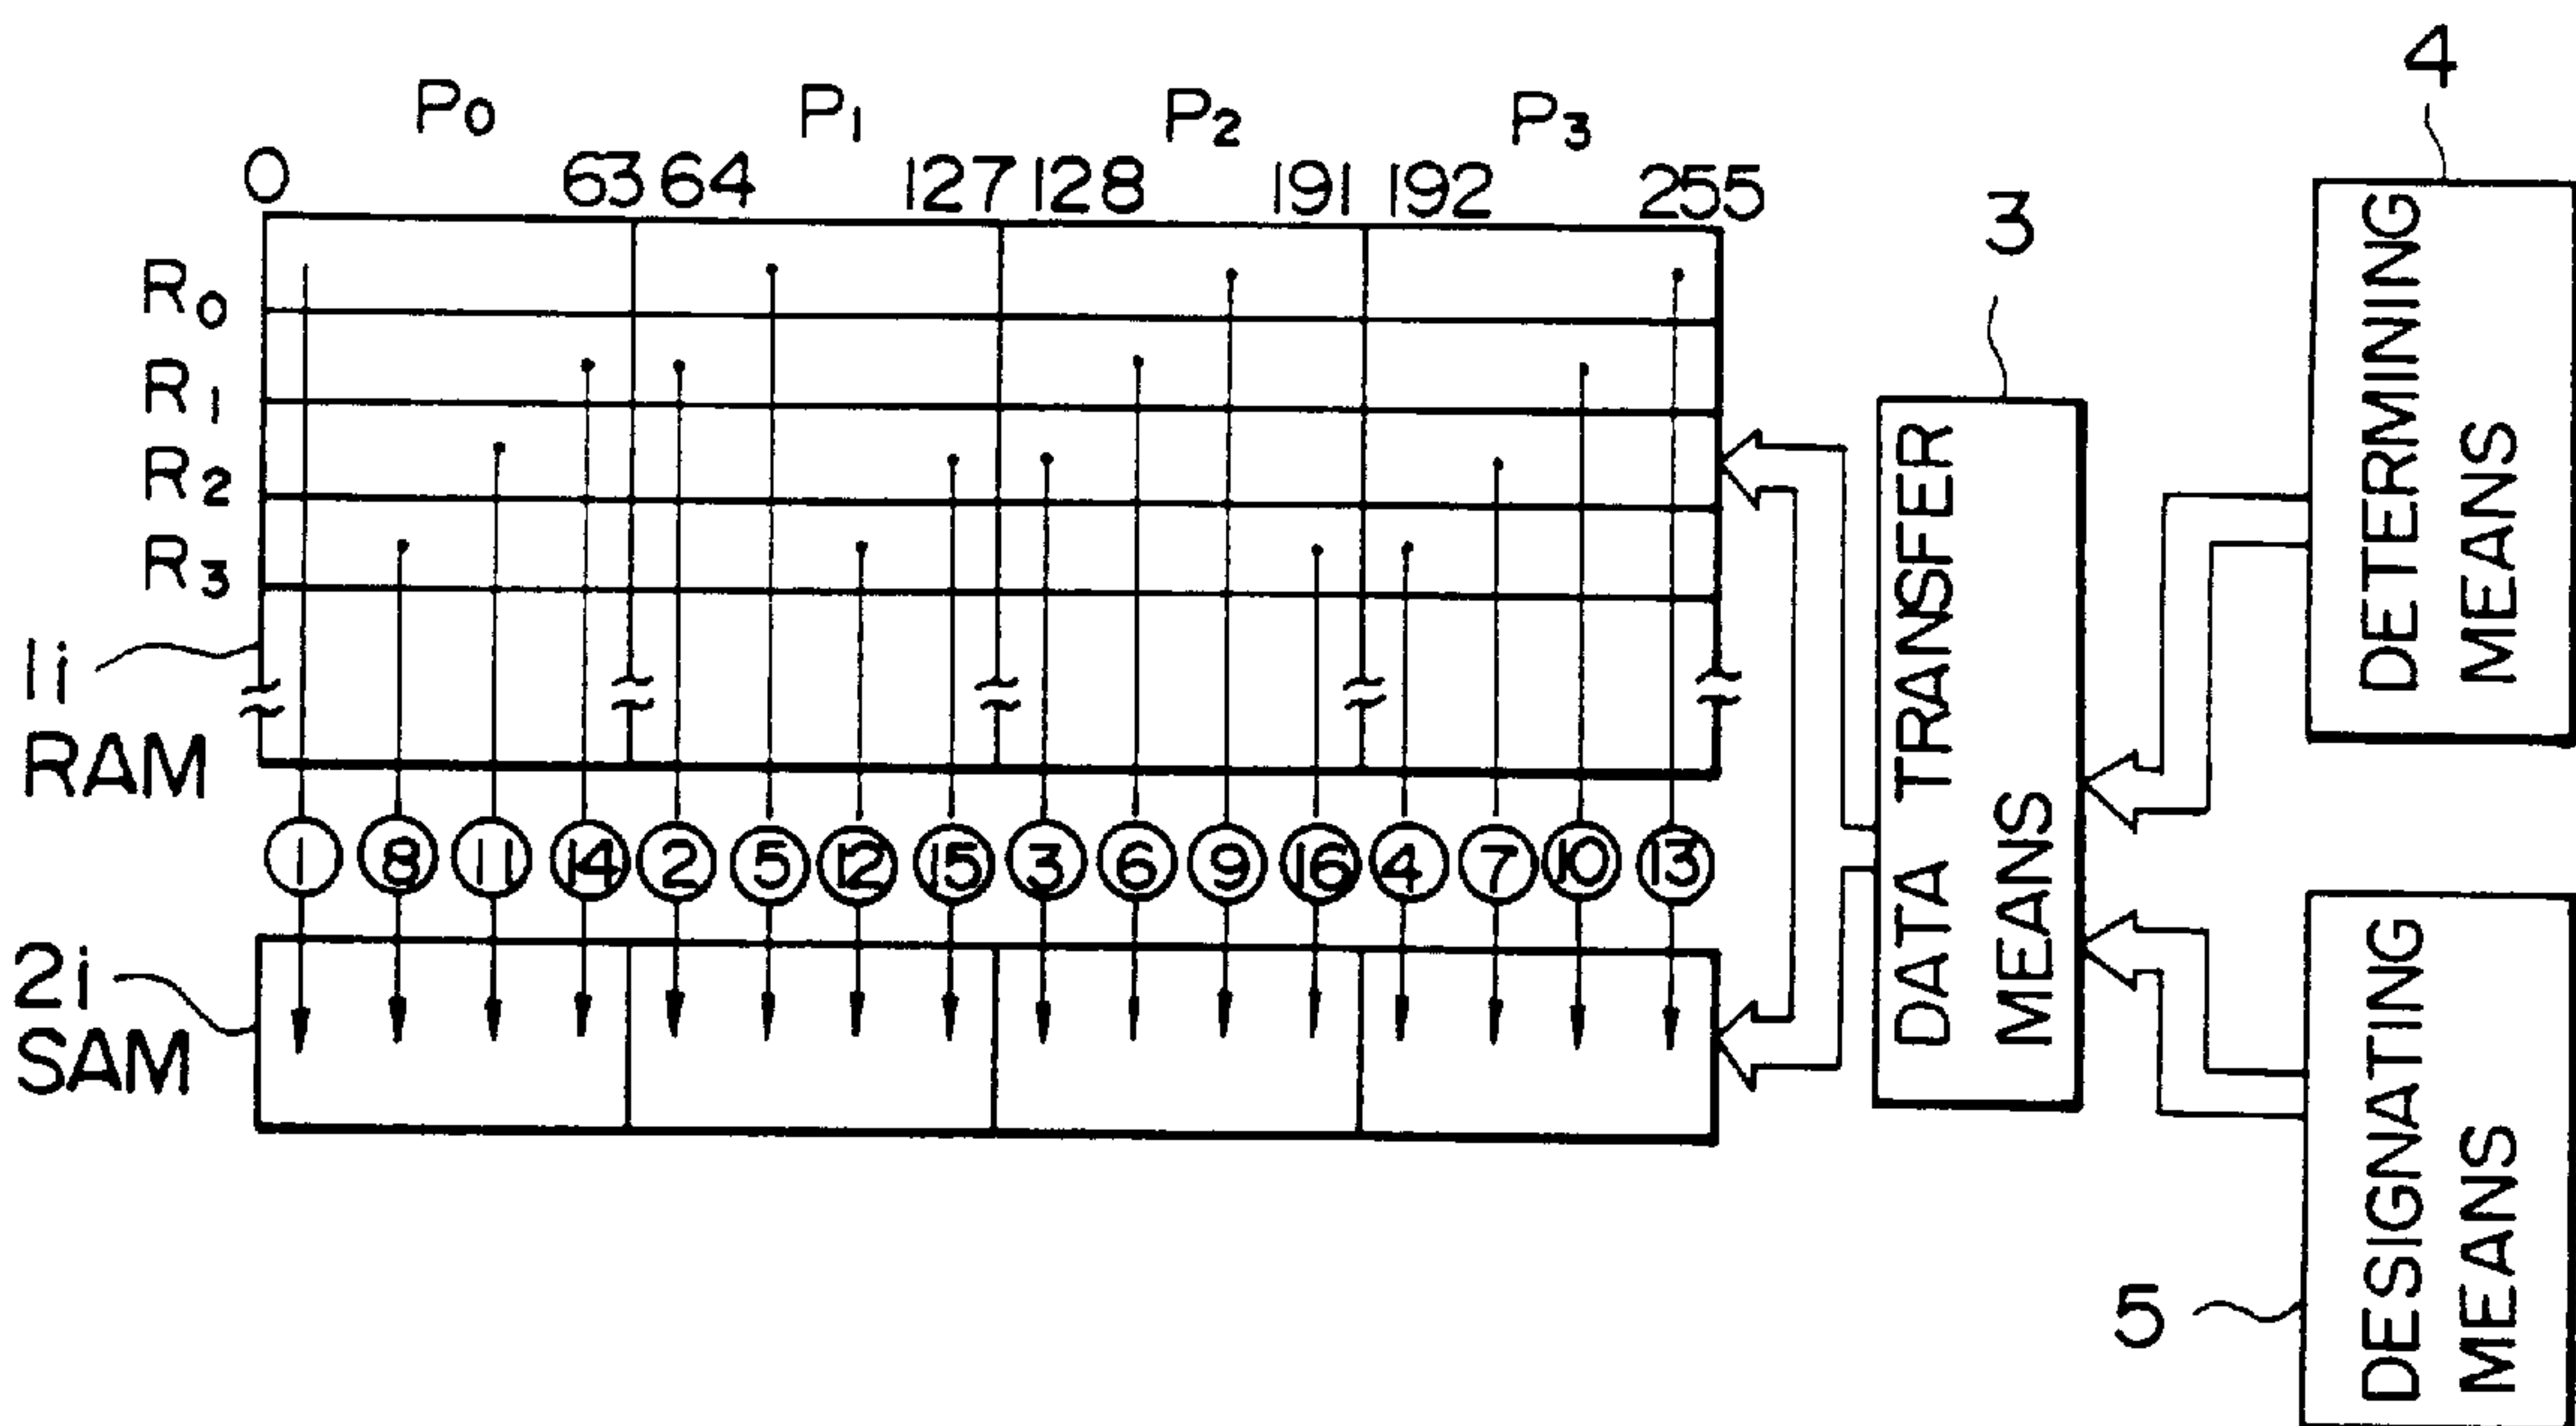 4
P0 P1 P2 P3
0 63 64 127 128 191 192 255
3
R0
R1
R2
R3
1i
RAM
① ⑧ ⑪ ⑭ ② ⑤ ⑫ ⑮ ③ ⑥ ⑨ ⑯ ④ ⑦ ⑩ ⑬
2i
SAM
DATA TRANSFER
MEANS
DETERMINING
MEANS
DESIGNATING
MEANS
5